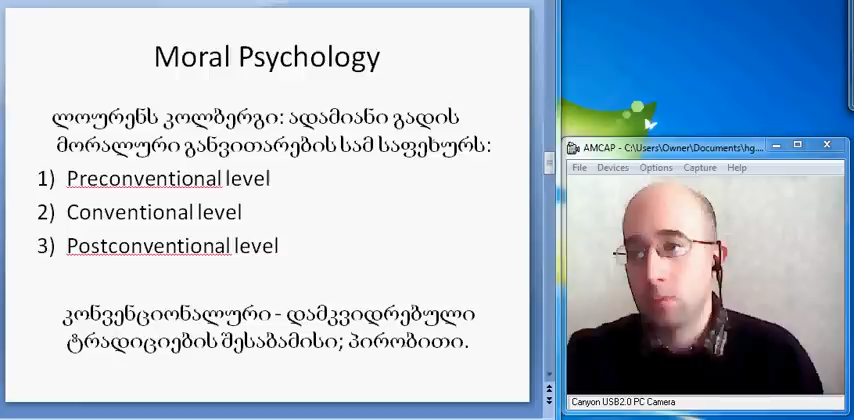 Moral Psychology
ლოურენს კოლბერგი: ადამიანი გადის
მორალური განვითარების სამ საფეხურს:
1) Preconventional level
2) Conventional level
3) Postconventional level
კონვენციონალური - დამკვიდრებული
ტრადიციების შესაბამისი; პირობითი.
AMCAP - C:\Users\Owner\Documents\hg....
File Devices Options Capture Help
Canyon USB2.0 PC Camera